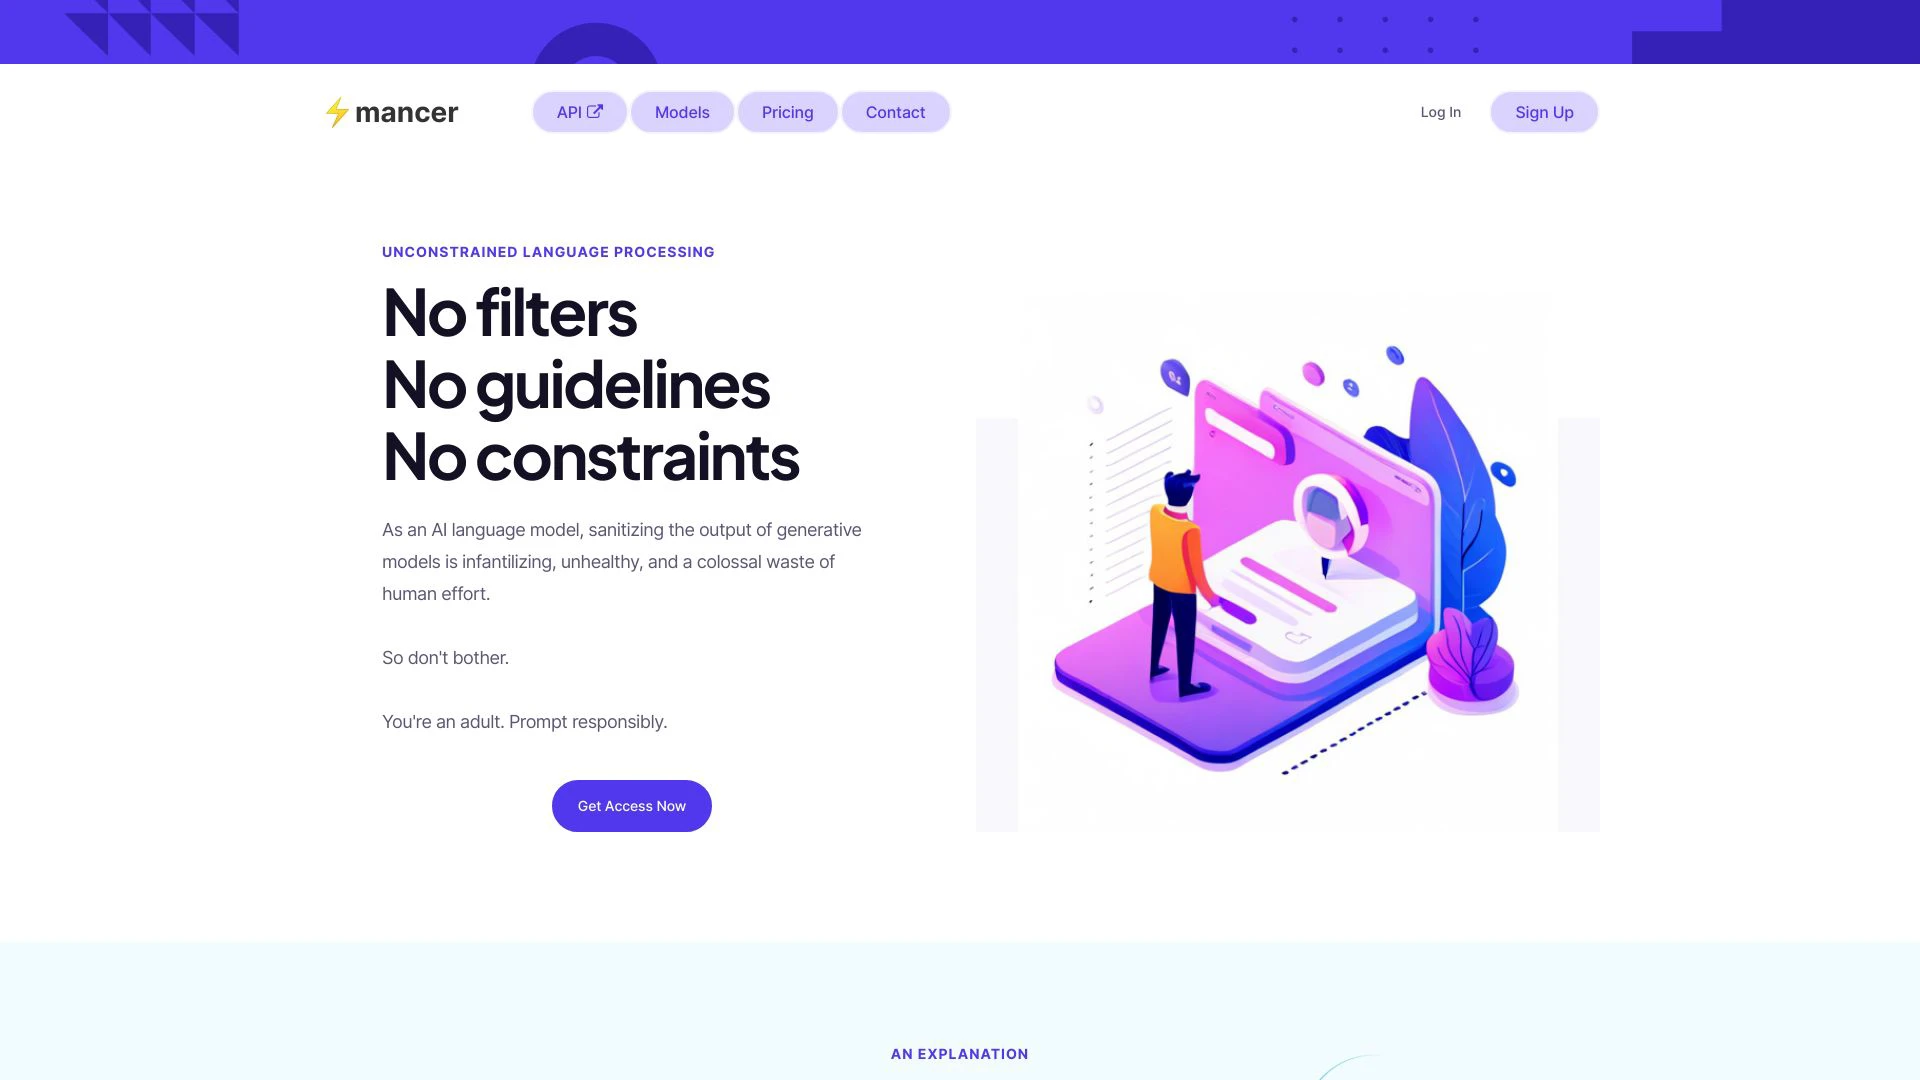 mancer
API
Models
Pricing
Contact
Log In
Sign Up
UNCONSTRAINED LANGUAGE PROCESSING
No filters
No guidelines
No constraints
As an AI language model, sanitizing the output of generative
models is infantilizing, unhealthy, and a colossal waste of
human effort.
So don't bother.
You're an adult. Prompt responsibly.
Get Access Now
AN EXPLANATION